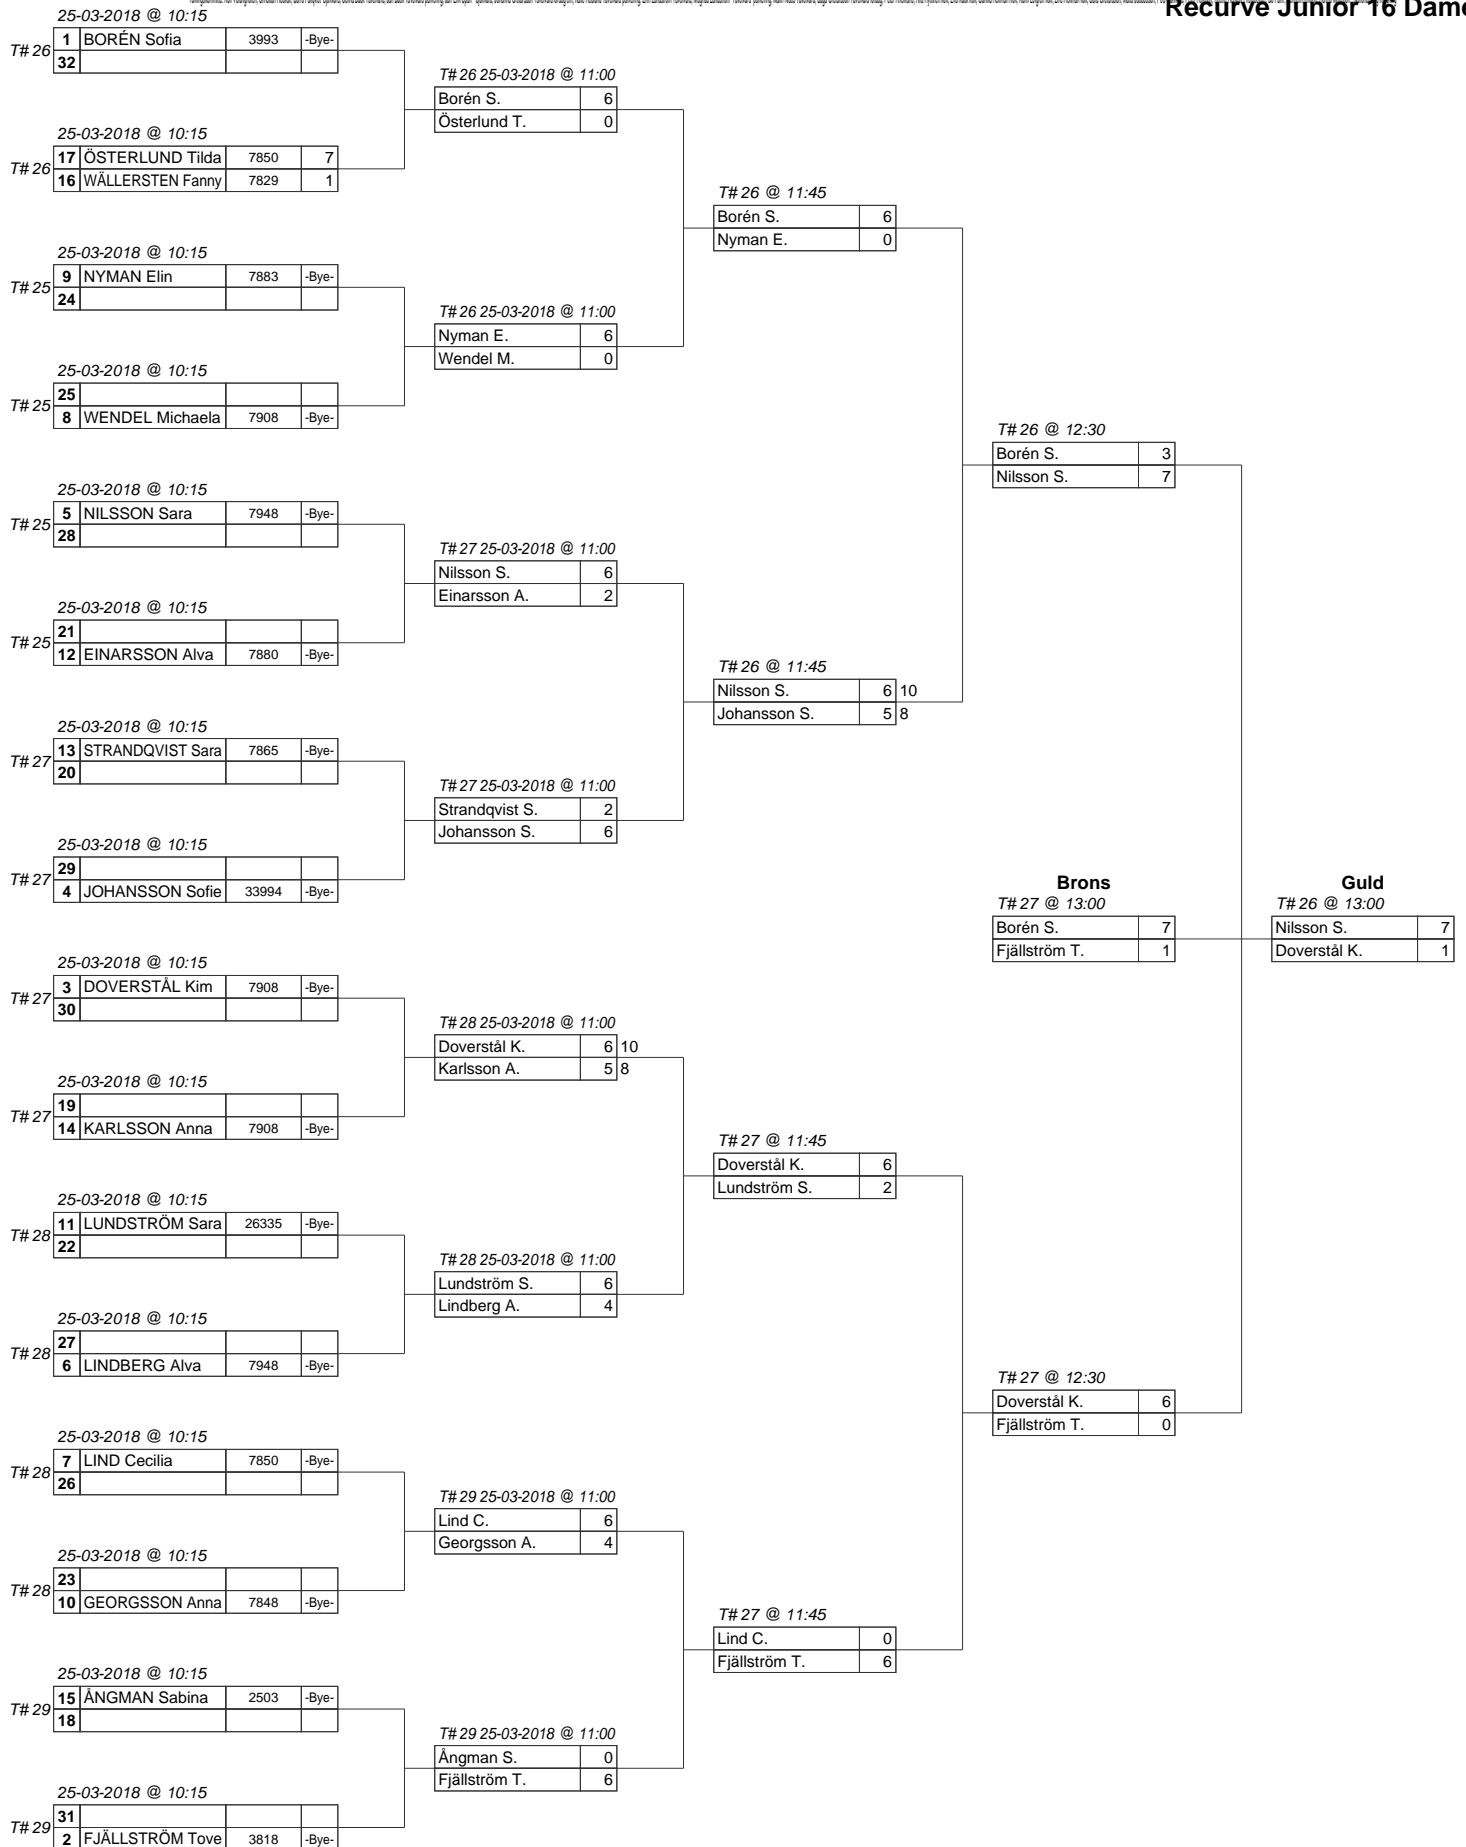 Recurve Junior 16 Dame
25-03-2018 @ 10:15
T# 26
1 BORÉN Sofia 3993 -Bye-
32
25-03-2018 @ 10:15
T# 26
17 ÖSTERLUND Tilda 7850 7
16 WÄLLERSTEN Fanny 7829 1
25-03-2018 @ 10:15
T# 25
9 NYMAN Elin 7883 -Bye-
24
25-03-2018 @ 10:15
T# 25
25
8 WENDEL Michaela 7908 -Bye-
25-03-2018 @ 10:15
T# 25
5 NILSSON Sara 7948 -Bye-
28
25-03-2018 @ 10:15
T# 25
21
12 EINARSSON Alva 7880 -Bye-
25-03-2018 @ 10:15
T# 27
13 STRANDQVIST Sara 7865 -Bye-
20
25-03-2018 @ 10:15
T# 27
29
4 JOHANSSON Sofie 33994 -Bye-
25-03-2018 @ 10:15
T# 27
3 DOVERSTÅL Kim 7908 -Bye-
30
25-03-2018 @ 10:15
T# 27
19
14 KARLSSON Anna 7908 -Bye-
25-03-2018 @ 10:15
T# 28
11 LUNDSTRÖM Sara 26335 -Bye-
22
25-03-2018 @ 10:15
T# 28
27
6 LINDBERG Alva 7948 -Bye-
25-03-2018 @ 10:15
T# 28
7 LIND Cecilia 7850 -Bye-
26
25-03-2018 @ 10:15
T# 28
23
10 GEORGSSON Anna 7848 -Bye-
25-03-2018 @ 10:15
T# 29
15 ÅNGMAN Sabina 2503 -Bye-
18
25-03-2018 @ 10:15
T# 29
31
2 FJÄLLSTRÖM Tove 3818 -Bye-
T# 26 25-03-2018 @ 11:00
Borén S. 6
Österlund T. 0
T# 26 25-03-2018 @ 11:00
Nyman E. 6
Wendel M. 0
T# 27 25-03-2018 @ 11:00
Nilsson S. 6
Einarsson A. 2
T# 27 25-03-2018 @ 11:00
Strandqvist S. 2
Johansson S. 6
T# 28 25-03-2018 @ 11:00
Doverstål K. 6 10
Karlsson A. 5 8
T# 28 25-03-2018 @ 11:00
Lundström S. 6
Lindberg A. 4
T# 29 25-03-2018 @ 11:00
Lind C. 6
Georgsson A. 4
T# 29 25-03-2018 @ 11:00
Ångman S. 0
Fjällström T. 6
T# 26 @ 11:45
Borén S. 6
Nyman E. 0
T# 26 @ 11:45
Nilsson S. 6 10
Johansson S. 5 8
T# 27 @ 11:45
Doverstål K. 6
Lundström S. 2
T# 27 @ 11:45
Lind C. 0
Fjällström T. 6
T# 26 @ 12:30
Borén S. 3
Nilsson S. 7
T# 27 @ 12:30
Doverstål K. 6
Fjällström T. 0
Brons
T# 27 @ 13:00
Borén S. 7
Fjällström T. 1
Guld
T# 26 @ 13:00
Nilsson S. 7
Doverstål K. 1